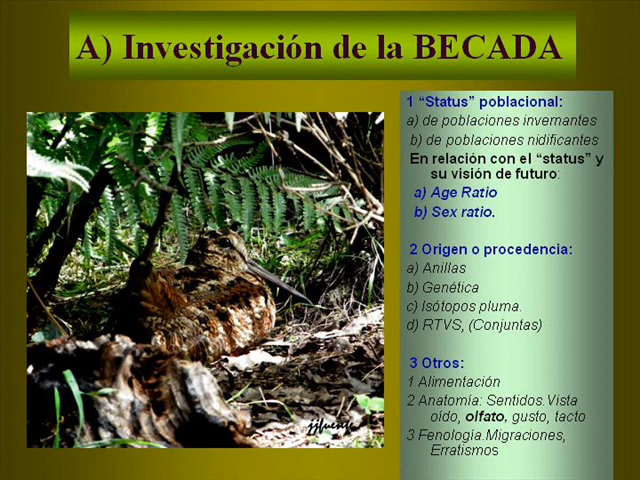 A) Investigación de la BECADA
1 “Status” poblacional:
a) de poblaciones invernantes
b) de poblaciones nidificantes
En relación con el “status” y
su visión de futuro:
a) Age Ratio
b) Sex ratio.
2 Origen o procedencia:
a) Anillas
b) Genética
c) Isótopos pluma.
d) RTVS, (Conjuntas)
3 Otros:
1 Alimentación
2 Anatomía: Sentidos.Vista
oído, olfato, gusto, tacto
3 Fenología.Migraciones,
Erratismos
jjfuente